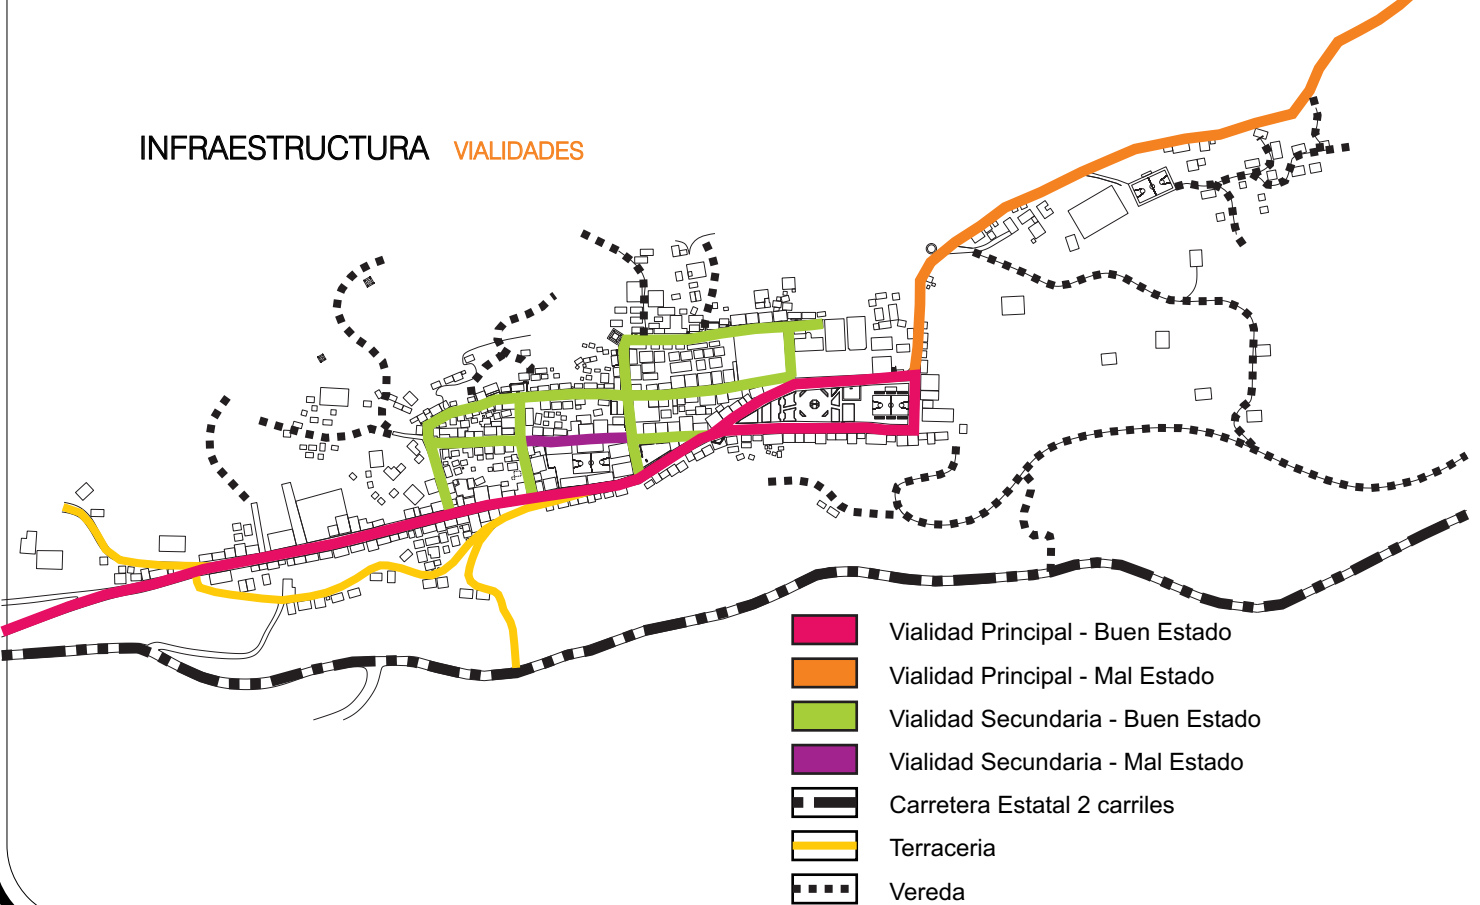 INFRAESTRUCTURA VIALIDADES
Vialidad Principal - Buen Estado
Vialidad Principal - Mal Estado
Vialidad Secundaria - Buen Estado
Vialidad Secundaria - Mal Estado
Carretera Estatal 2 carriles
Terraceria
Vereda